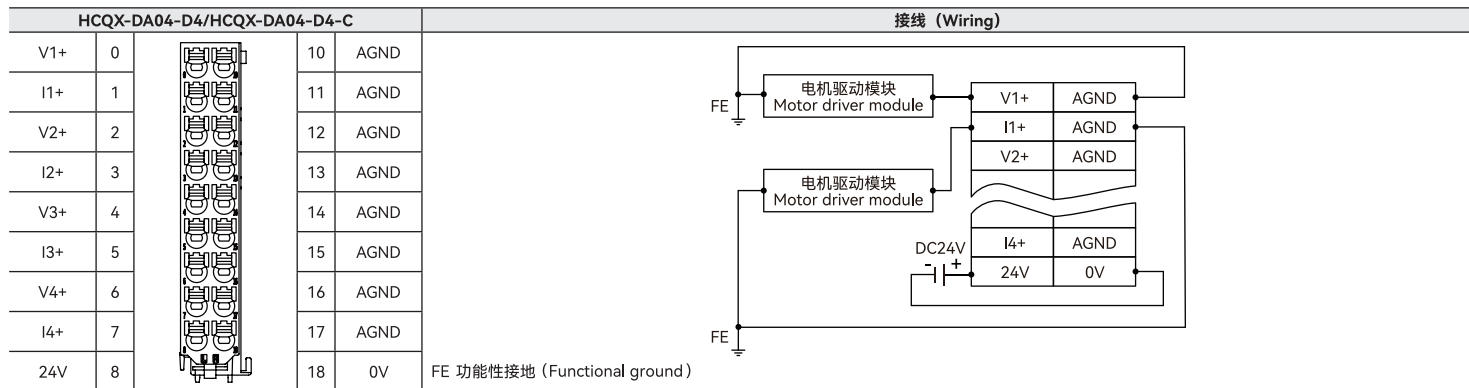 HCQX-DA04-D4/HCQX-DA04-D4-C 接线 (Wiring)
V1+ 0 10 AGND
I1+ 1 11 AGND
V2+ 2 12 AGND
I2+ 3 13 AGND
V3+ 4 14 AGND
I3+ 5 15 AGND
V4+ 6 16 AGND
I4+ 7 17 AGND
24V 8 18 0V
电机驱动模块
Motor driver module
FE
V1+ AGND
I1+ AGND
V2+ AGND
电机驱动模块
Motor driver module
DC24V
- +
I4+ AGND
24V 0V
FE
FE 功能性接地 (Functional ground)